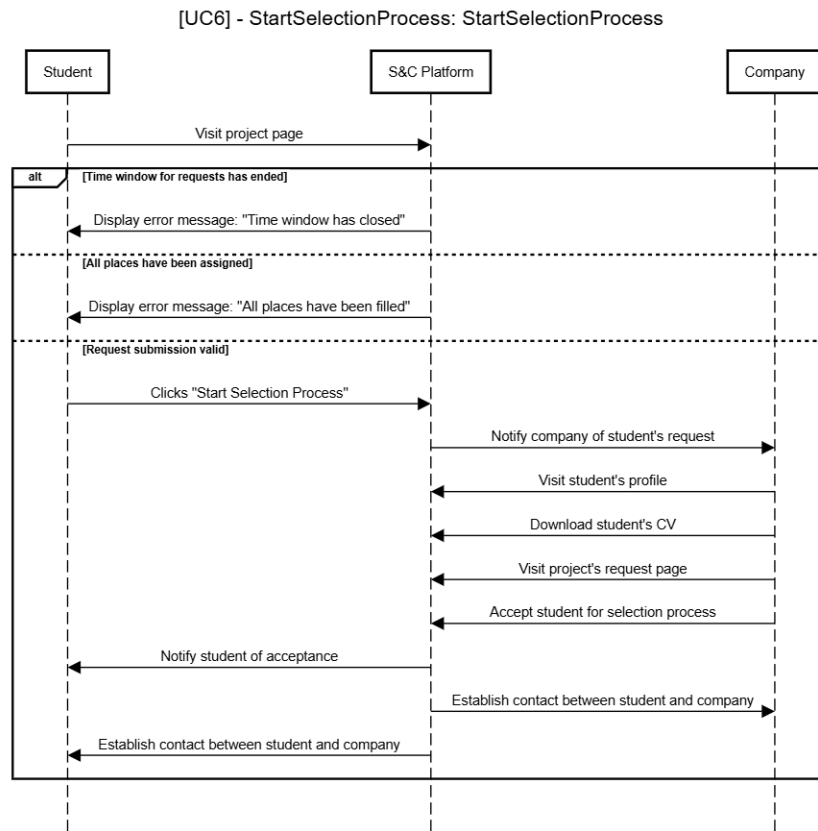 [UC6] - StartSelectionProcess: StartSelectionProcess
Student
S&C Platform
Company
Visit project page
alt
[Time window for requests has ended]
Display error message: "Time window has closed"
[All places have been assigned]
Display error message: "All places have been filled"
[Request submission valid]
Clicks "Start Selection Process"
Notify company of student's request
Visit student's profile
Download student's CV
Visit project's request page
Accept student for selection process
Notify student of acceptance
Establish contact between student and company
Establish contact between student and company